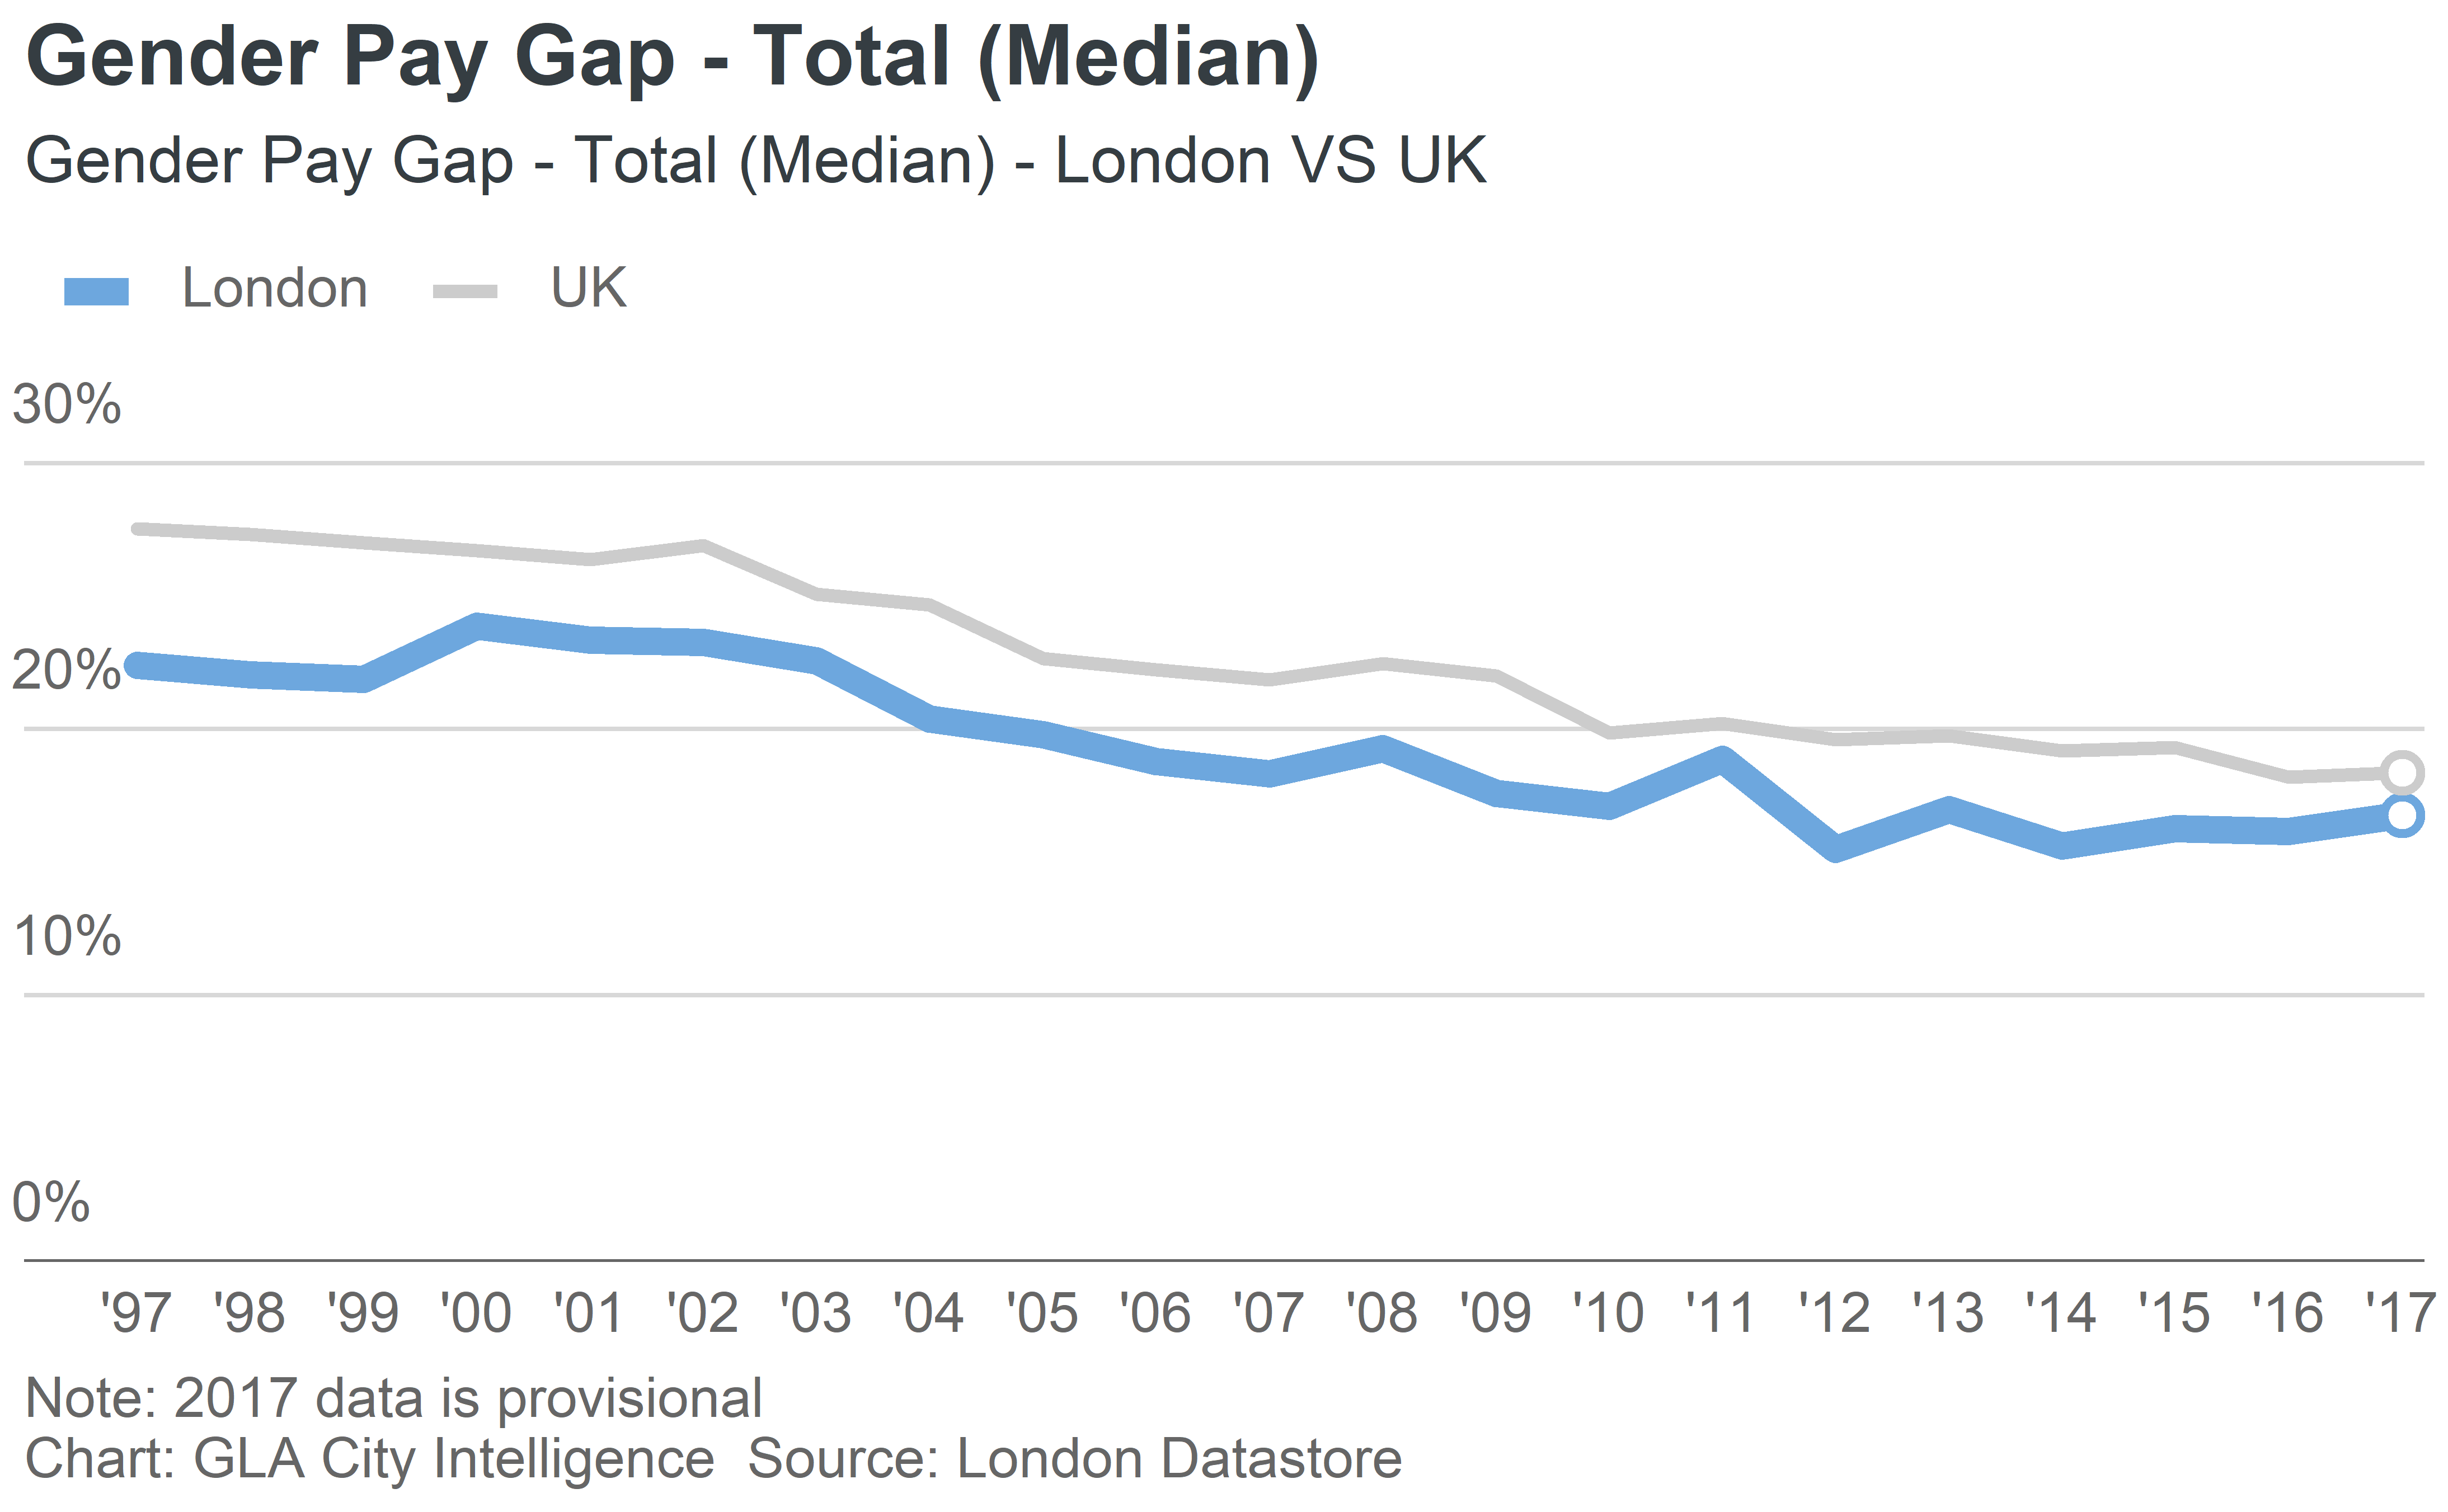 Gender Pay Gap - Total (Median)
Gender Pay Gap - Total (Median) - London VS UK
London UK
30%
20%
10%
0%
'97 '98 '99 '00 '01 '02 '03 '04 '05 '06 '07 '08 '09 '10 '11 '12 '13 '14 '15 '16 '17
Note: 2017 data is provisional
Chart: GLA City Intelligence Source: London Datastore